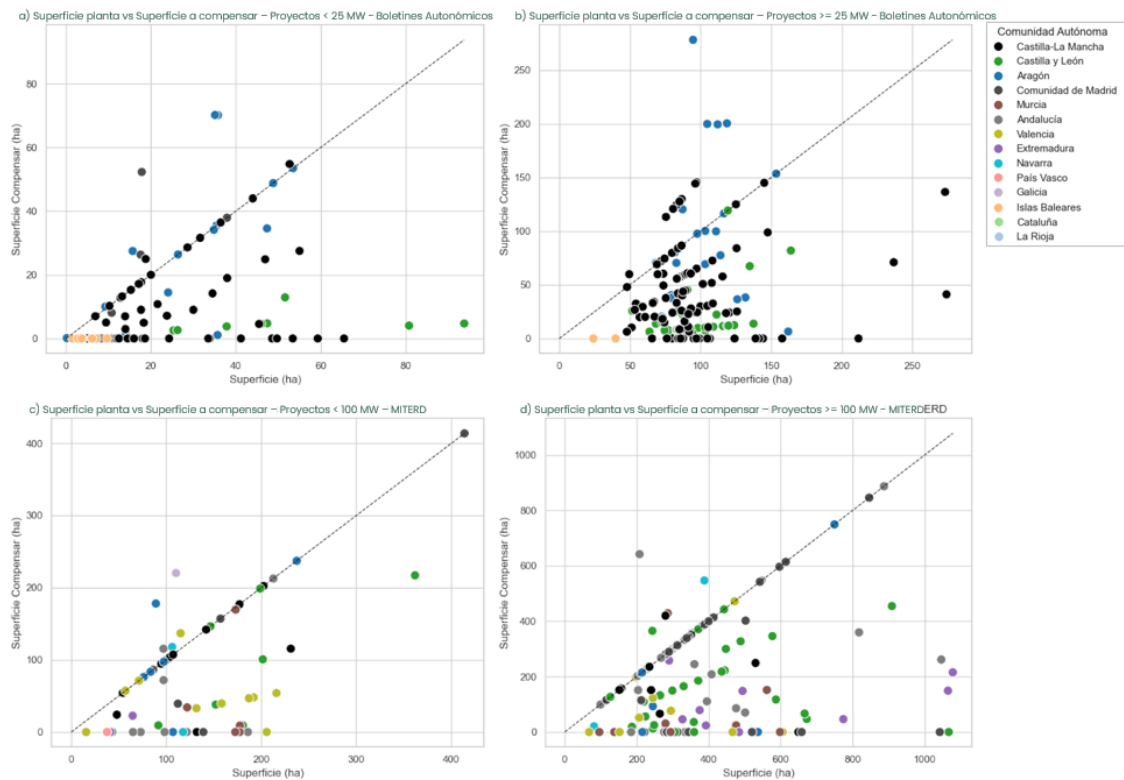 a) Superficie planta vs Superficie a compensar – Proyectos < 25 MW - Boletines Autonómicos
Superficie Compensar (ha)
80
60
40
20
0
0
20
40
60
80
Superficie (ha)
b) Superficie planta vs Superficie a compensar – Proyectos >= 25 MW - Boletines Autonómicos
Superficie Compensar (ha)
250
200
150
100
50
0
0
50
100
150
200
250
Superficie (ha)
Comunidad Autónoma
Castilla-La Mancha
Castilla y León
Aragón
Comunidad de Madrid
Murcia
Andalucía
Valencia
Extremadura
Navarra
País Vasco
Galicia
Islas Baleares
Cataluña
La Rioja
c) Superficie planta vs Superficie a compensar – Proyectos < 100 MW – MITERD
Superficie Compensar (ha)
400
300
200
100
0
0
100
200
300
400
Superficie (ha)
d) Superficie planta vs Superficie a compensar – Proyectos >= 100 MW - MITERDERD
Superficie Compensar (ha)
1000
800
600
400
200
0
0
200
400
600
800
1000
Superficie (ha)